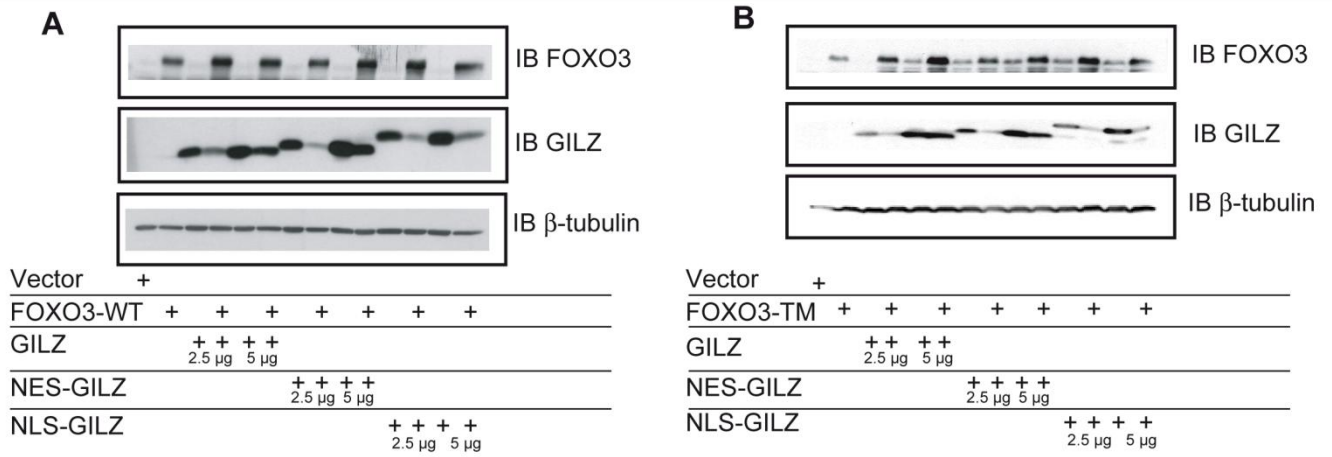 A
IB FOXO3
IB GILZ
IB β-tubulin
Vector +
FOXO3-WT + + + + + + +
GILZ + + + +
2.5 µg 5 µg
NES-GILZ + + + +
2.5 µg 5 µg
NLS-GILZ + + + +
2.5 µg 5 µg
B
IB FOXO3
IB GILZ
IB β-tubulin
Vector +
FOXO3-TM + + + + + + +
GILZ + + + +
2.5 µg 5 µg
NES-GILZ + + + +
2.5 µg 5 µg
NLS-GILZ + + + +
2.5 µg 5 µg